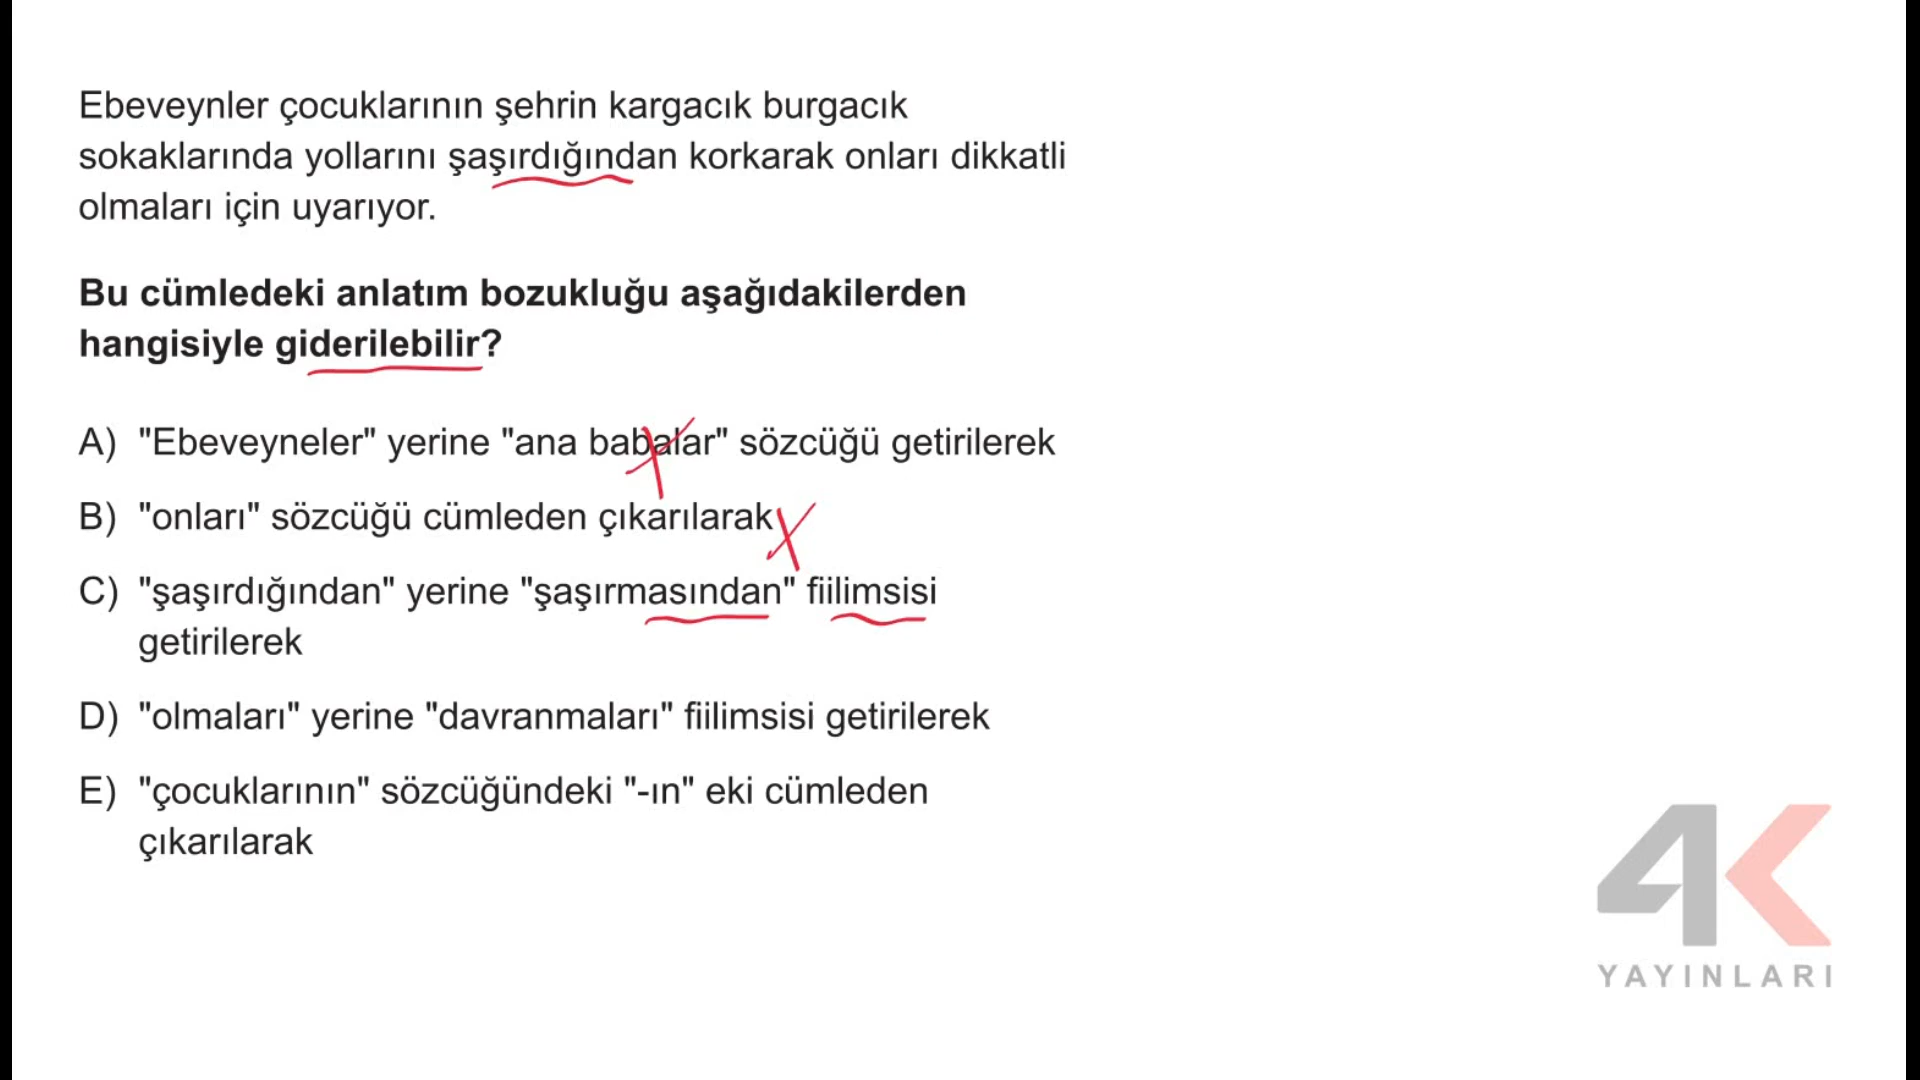 Ebeveynler çocuklarının şehrin kargacık burgacık
sokaklarında yollarını şaşırdığından korkarak onları dikkatli
olmaları için uyarıyor.
Bu cümledeki anlatım bozukluğu aşağıdakilerden
hangisiyle giderilebilir?
A) "Ebeveyneler" yerine "ana babalar" sözcüğü getirilerek
B) "onları" sözcüğü cümleden çıkarılarak
C) "şaşırdığından" yerine "şaşırmasından" fiilimsisi
getirilerek
D) "olmaları" yerine "davranmaları" fiilimsisi getirilerek
E) "çocuklarının" sözcüğündeki "-ın" eki cümleden
çıkarılarak
4K
YAYINLARI